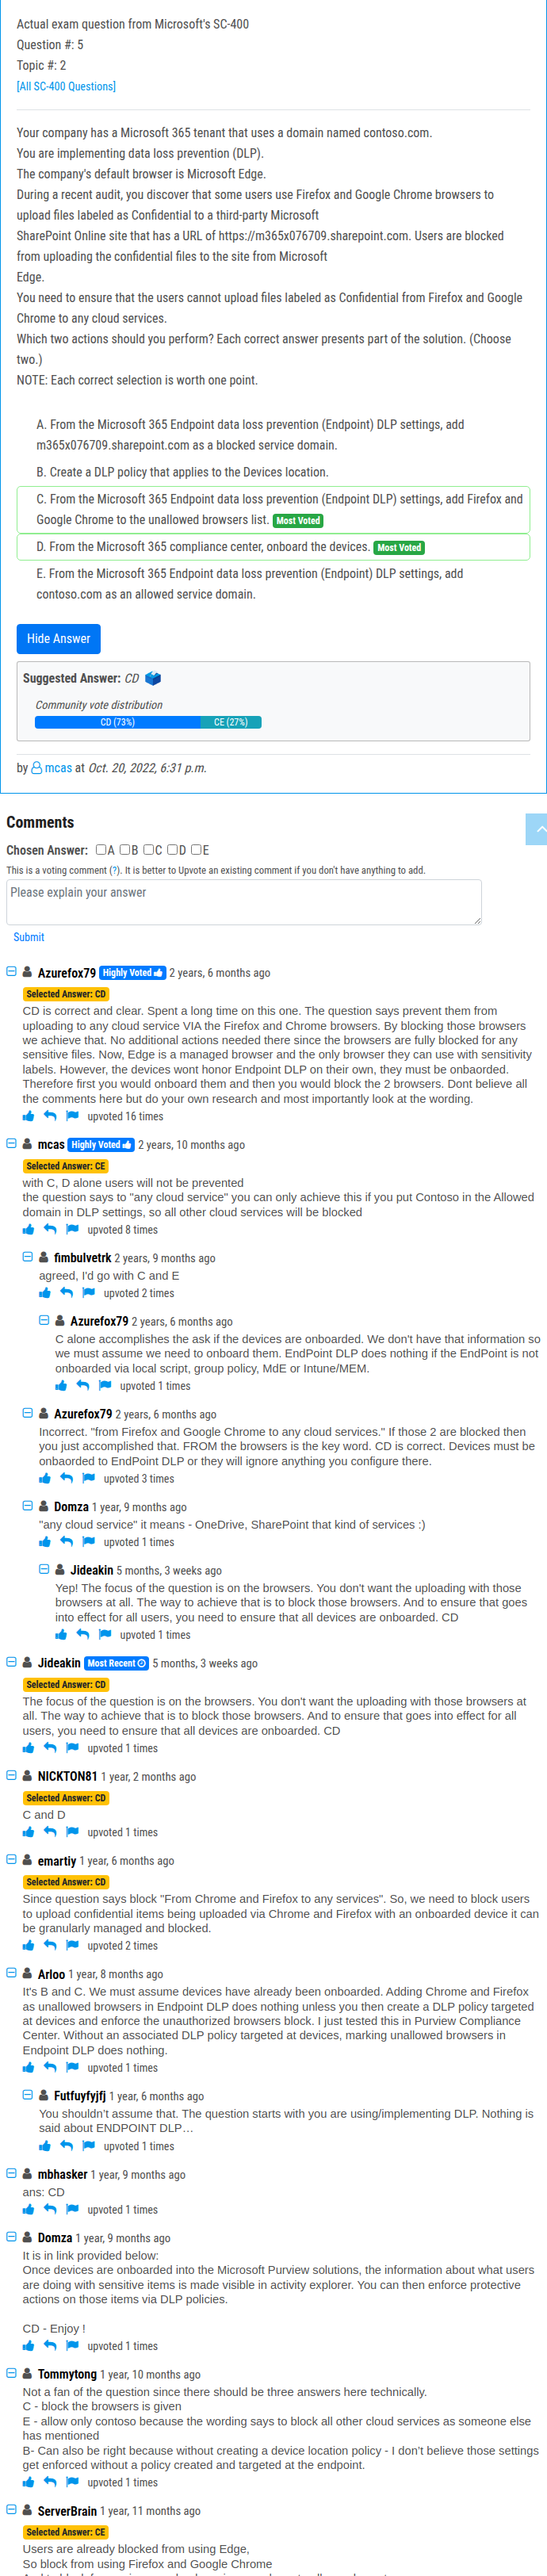 Actual exam question from Microsoft's SC-400
Question #: 5
Topic #: 2
[All SC-400 Questions]
Your company has a Microsoft 365 tenant that uses a domain named contoso.com.
You are implementing data loss prevention (DLP).
The company's default browser is Microsoft Edge.
During a recent audit, you discover that some users use Firefox and Google Chrome browsers to
upload files labeled as Confidential to a third-party Microsoft
SharePoint Online site that has a URL of https://m365x076709.sharepoint.com. Users are blocked
from uploading the confidential files to the site from Microsoft
Edge.
You need to ensure that the users cannot upload files labeled as Confidential from Firefox and Google
Chrome to any cloud services.
Which two actions should you perform? Each correct answer presents part of the solution. (Choose
two.)
NOTE: Each correct selection is worth one point.
A. From the Microsoft 365 Endpoint data loss prevention (Endpoint) DLP settings, add
m365x076709.sharepoint.com as a blocked service domain.
B. Create a DLP policy that applies to the Devices location.
C. From the Microsoft 365 Endpoint data loss prevention (Endpoint DLP) settings, add Firefox and
Google Chrome to the unallowed browsers list. Most Voted
D. From the Microsoft 365 compliance center, onboard the devices. Most Voted
E. From the Microsoft 365 Endpoint data loss prevention (Endpoint) DLP settings, add
contoso.com as an allowed service domain.
Hide Answer
Suggested Answer: CD
Community vote distribution
CD (73%) CE (27%)
by mcas at Oct. 20, 2022, 6:31 p.m.
Comments
Chosen Answer: A B C D E
This is a voting comment (?). It is better to Upvote an existing comment if you don't have anything to add.
Please explain your answer
Submit
Azurefox79 Highly Voted 2 years, 6 months ago
Selected Answer: CD
CD is correct and clear. Spent a long time on this one. The question says prevent them from
uploading to any cloud service VIA the Firefox and Chrome browsers. By blocking those browsers
we achieve that. No additional actions needed there since the browsers are fully blocked for any
sensitive files. Now, Edge is a managed browser and the only browser they can use with sensitivity
labels. However, the devices wont honor Endpoint DLP on their own, they must be onbaorded.
Therefore first you would onboard them and then you would block the 2 browsers. Dont believe all
the comments here but do your own research and most importantly look at the wording.
upvoted 16 times
mcas Highly Voted 2 years, 10 months ago
Selected Answer: CE
with C, D alone users will not be prevented
the question says to "any cloud service" you can only achieve this if you put Contoso in the Allowed
domain in DLP settings, so all other cloud services will be blocked
upvoted 8 times
fimbulvetrk 2 years, 9 months ago
agreed, I'd go with C and E
upvoted 2 times
Azurefox79 2 years, 6 months ago
C alone accomplishes the ask if the devices are onboarded. We don't have that information so
we must assume we need to onboard them. EndPoint DLP does nothing if the EndPoint is not
onboarded via local script, group policy, MdE or Intune/MEM.
upvoted 1 times
Azurefox79 2 years, 6 months ago
Incorrect. "from Firefox and Google Chrome to any cloud services." If those 2 are blocked then
you just accomplished that. FROM the browsers is the key word. CD is correct. Devices must be
onbaorded to EndPoint DLP or they will ignore anything you configure there.
upvoted 3 times
Domza 1 year, 9 months ago
"any cloud service" it means - OneDrive, SharePoint that kind of services :)
upvoted 1 times
Jideakin 5 months, 3 weeks ago
Yep! The focus of the question is on the browsers. You don't want the uploading with those
browsers at all. The way to achieve that is to block those browsers. And to ensure that goes
into effect for all users, you need to ensure that all devices are onboarded. CD
upvoted 1 times
Jideakin Most Recent 5 months, 3 weeks ago
Selected Answer: CD
The focus of the question is on the browsers. You don't want the uploading with those browsers at
all. The way to achieve that is to block those browsers. And to ensure that goes into effect for all
users, you need to ensure that all devices are onboarded. CD
upvoted 1 times
NICKTON81 1 year, 2 months ago
Selected Answer: CD
C and D
upvoted 1 times
emartiy 1 year, 6 months ago
Selected Answer: CD
Since question says block "From Chrome and Firefox to any services". So, we need to block users
to upload confidential items being uploaded via Chrome and Firefox with an onboarded device it can
be granularly managed and blocked.
upvoted 2 times
Arloo 1 year, 8 months ago
It's B and C. We must assume devices have already been onboarded. Adding Chrome and Firefox
as unallowed browsers in Endpoint DLP does nothing unless you then create a DLP policy targeted
at devices and enforce the unauthorized browsers block. I just tested this in Purview Compliance
Center. Without an associated DLP policy targeted at devices, marking unallowed browsers in
Endpoint DLP does nothing.
upvoted 1 times
Futfuyfyjfj 1 year, 6 months ago
You shouldn't assume that. The question starts with you are using/implementing DLP. Nothing is
said about ENDPOINT DLP…
upvoted 1 times
mbhasker 1 year, 9 months ago
ans: CD
upvoted 1 times
Domza 1 year, 9 months ago
It is in link provided below:
Once devices are onboarded into the Microsoft Purview solutions, the information about what users
are doing with sensitive items is made visible in activity explorer. You can then enforce protective
actions on those items via DLP policies.
CD - Enjoy !
upvoted 1 times
Tommytong 1 year, 10 months ago
Not a fan of the question since there should be three answers here technically.
C - block the browsers is given
E - allow only contoso because the wording says to block all other cloud services as someone else
has mentioned
B- Can also be right because without creating a device location policy - I don't believe those settings
get enforced without a policy created and targeted at the endpoint.
upvoted 1 times
ServerBrain 1 year, 11 months ago
Selected Answer: CE
Users are already blocked from using Edge,
So block from using Firefox and Google Chrome